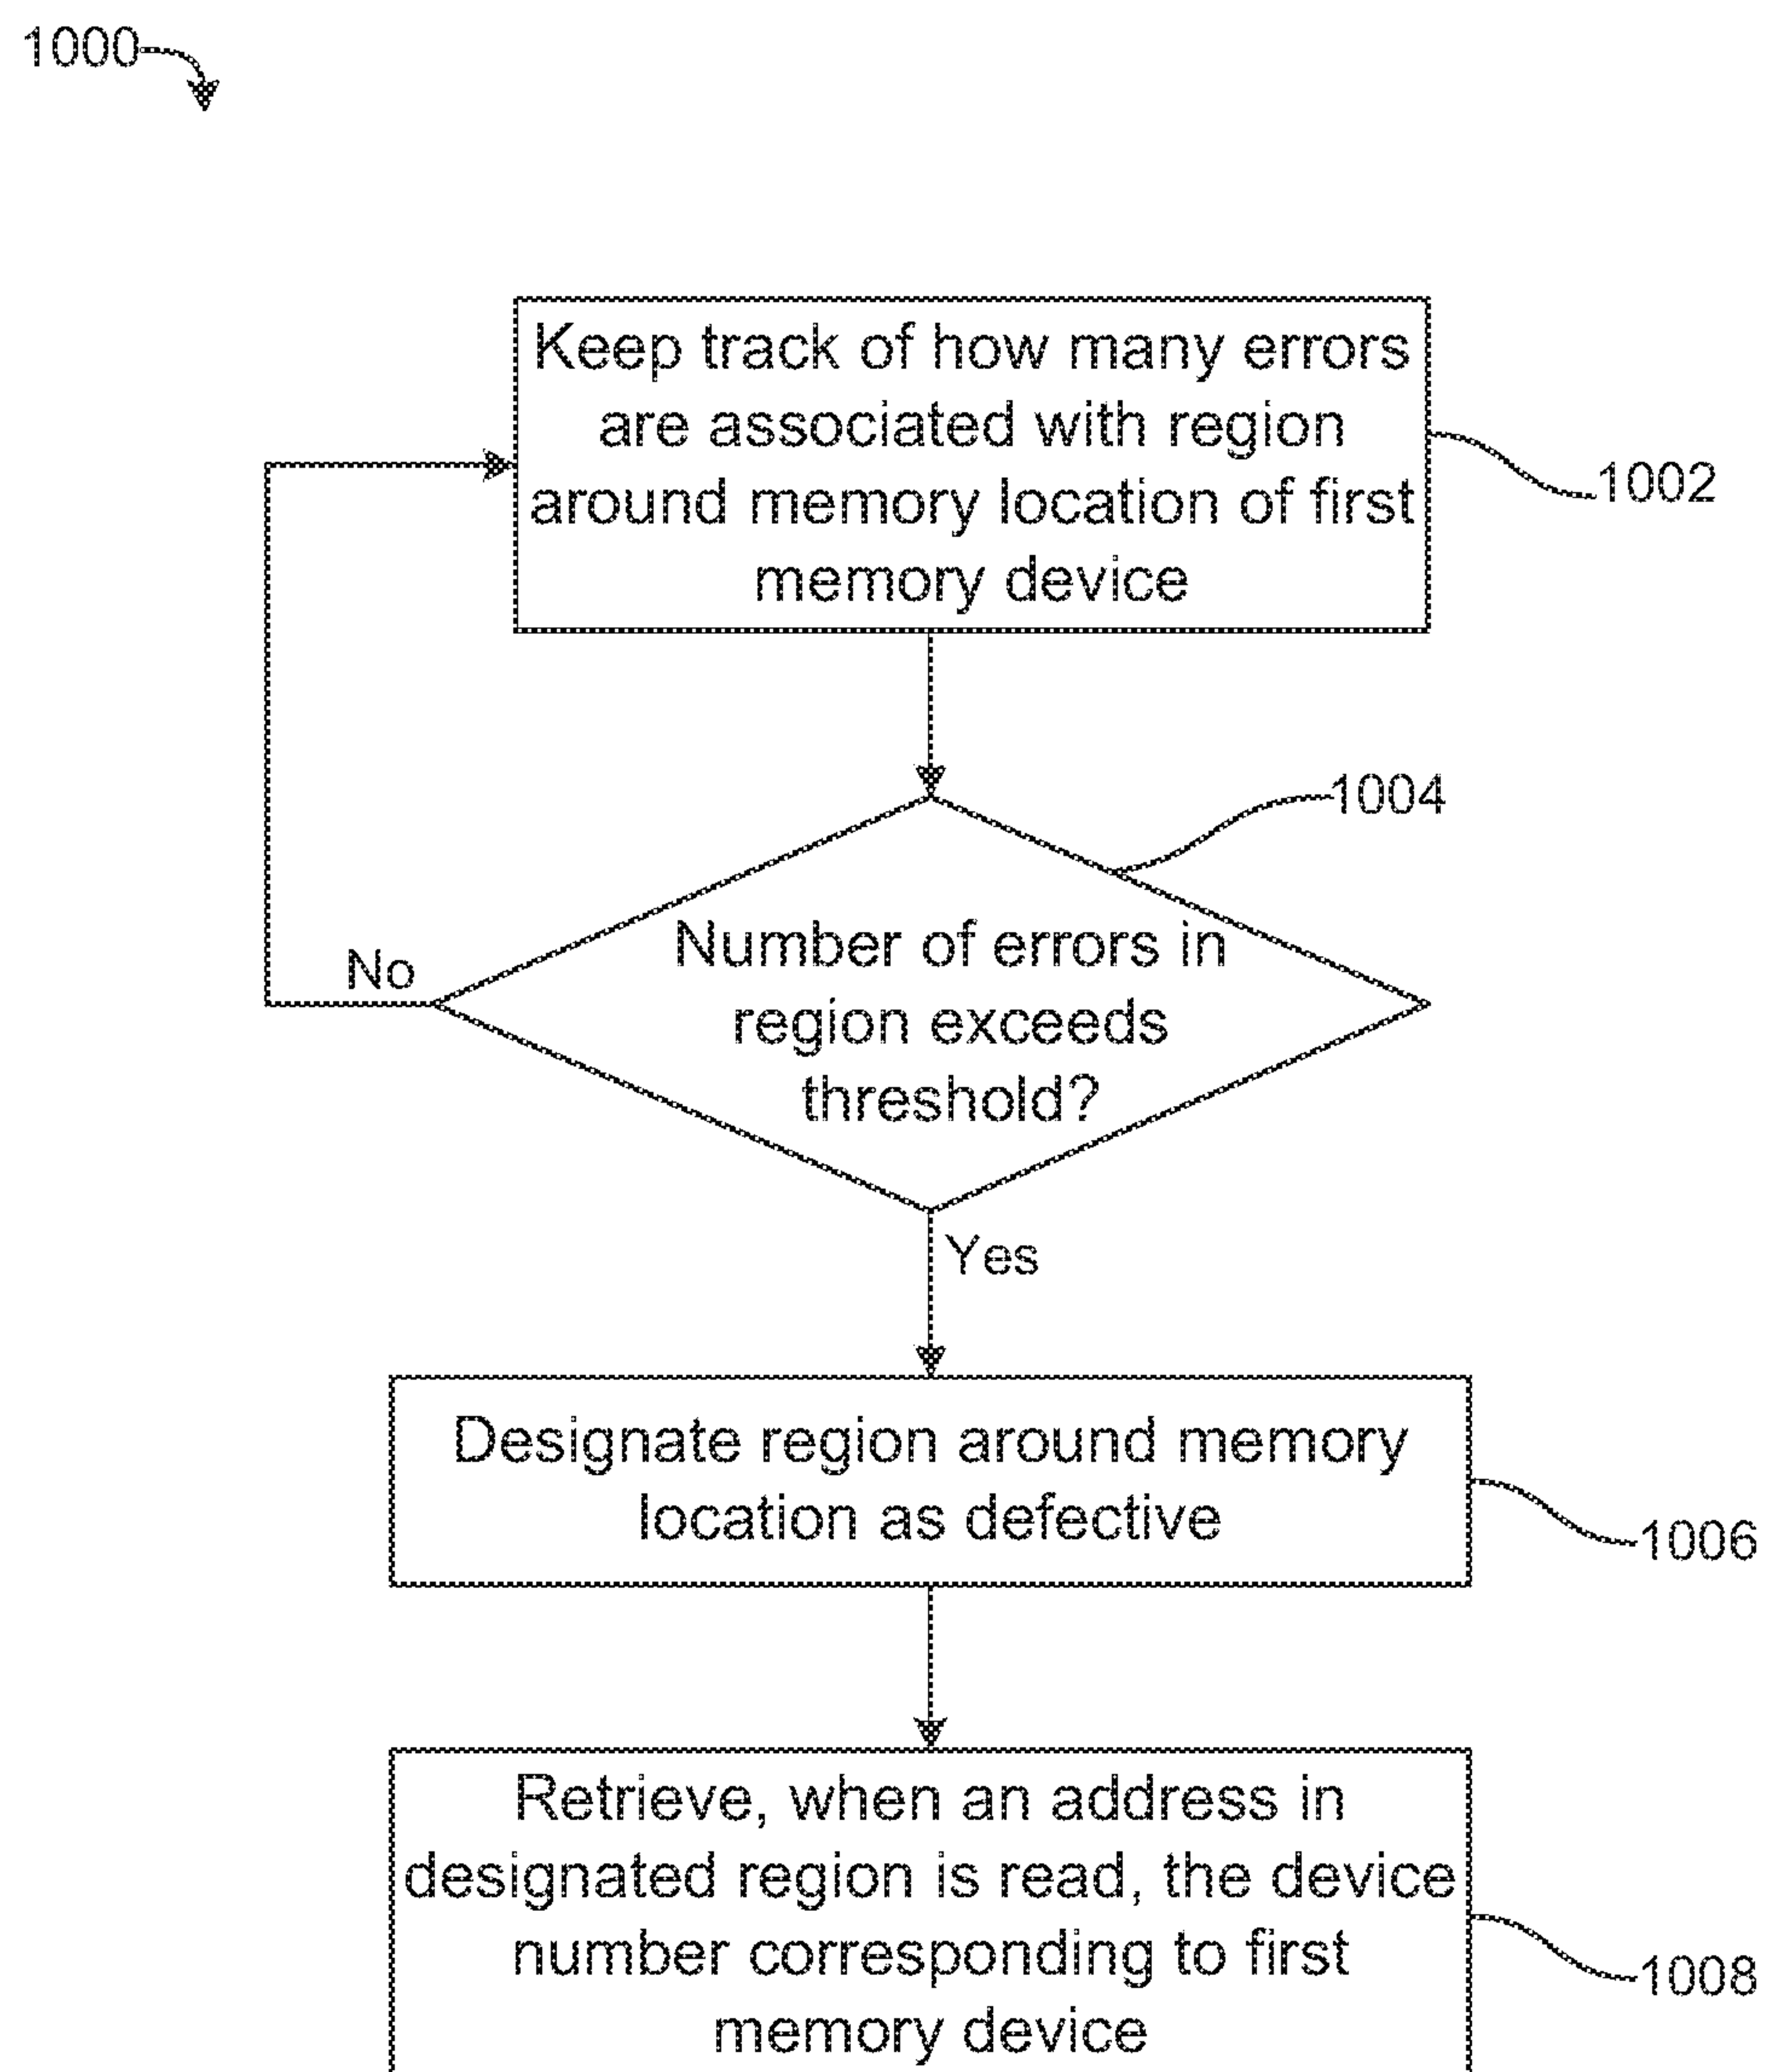 1000
Keep track of how many errors
are associated with region
around memory location of first
memory device
1002
1004
Number of errors in
region exceeds
threshold?
No
Yes
Designate region around memory
location as defective
1006
Retrieve, when an address in
designated region is read, the device
number corresponding to first
memory device
1008